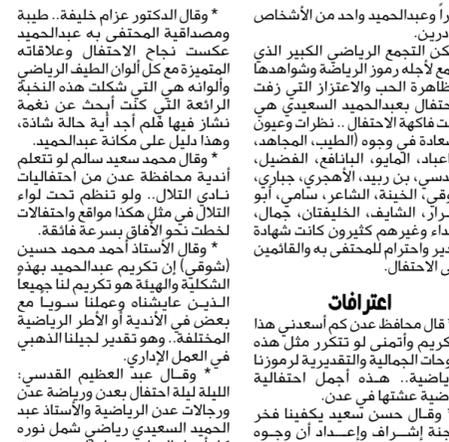 راً وعبدالحميد واحد من الأشخاص
درين.
كن التجمع الرياضي الكبير الذي
مع لأجله رموز الرياضة وشواهدها
ظاهرة الحب والاعتزاز التي زفت
حتفال بعبدالحميد السعيدي هي
ت فاكهة الاحتفال .. نظرات وعيون
سعادة في وجوه (الطيب، المجاهد،
اعباد، المايو، البانافع، الفضيل،
دسي، بن ربيد، الأهجري، جباري،
وقي، الخينة، الشاعر، سامي، أبو
رار، الشايف، الخليفتان، جمال،
داء وغيرهم كثيرون كانت شهادة
دير واحترام للمحتفى به والقائمين
ى الاحتفال.
اعترافات
* قال محافظ عدن كم أسعدني هذا
كريم وأتمنى لو تتكرر مثل هذه
وحات الجمالية والتقديرية لرموزنا
ياضية.. هذه أجمل احتفالية
ضية عشتها في عدن.
* وقال حسن سعيد يكفينا فخر
جنة إشراف وإعداد أن وجوه
* وقال الدكتور عزام خليفة.. طيبة
ومصداقية المحتفى به عبدالحميد
عكست نجاح الاحتفال وعلاقاته
المتميزة مع كل ألوان الطيف الرياضي
وألوانه هي التي شكلت هذه النخبة
الرائعة التي كنت أبحث عن نغمة
نشاز فيها فلم أجد أية حالة شاذة،
وهذا دليل على مكانة عبدالحميد.
* وقال محمد سعيد سالم لو تتعلم
أندية محافظة عدن من احتفاليات
نادي التلال.. ولو تنظم تحت لواء
التلال في مثل هكذا مواقع واحتفالات
لخطت نحو الأفاق بسرعة فائقة.
* وقال الأستاذ أحمد محمد حسين
(شوقي) إن تكريم عبدالحميد بهذه
الشكلية والهيئة هو تكريم لنا جميعا
الذين عايشناه وعملنا سويا مع
بعض في الأندية أو الأطر الرياضية
المختلفة.. وهو تقدير لجيلنا الذهبي
في العمل الإداري.
* وقال عبد العظيم القدسي:
الليلة ليلة احتفال بعدن ورياضة عدن
ورجالات عدن الرياضية والأستاذ عبد
الحميد السعيدي رياضي شمل نوره